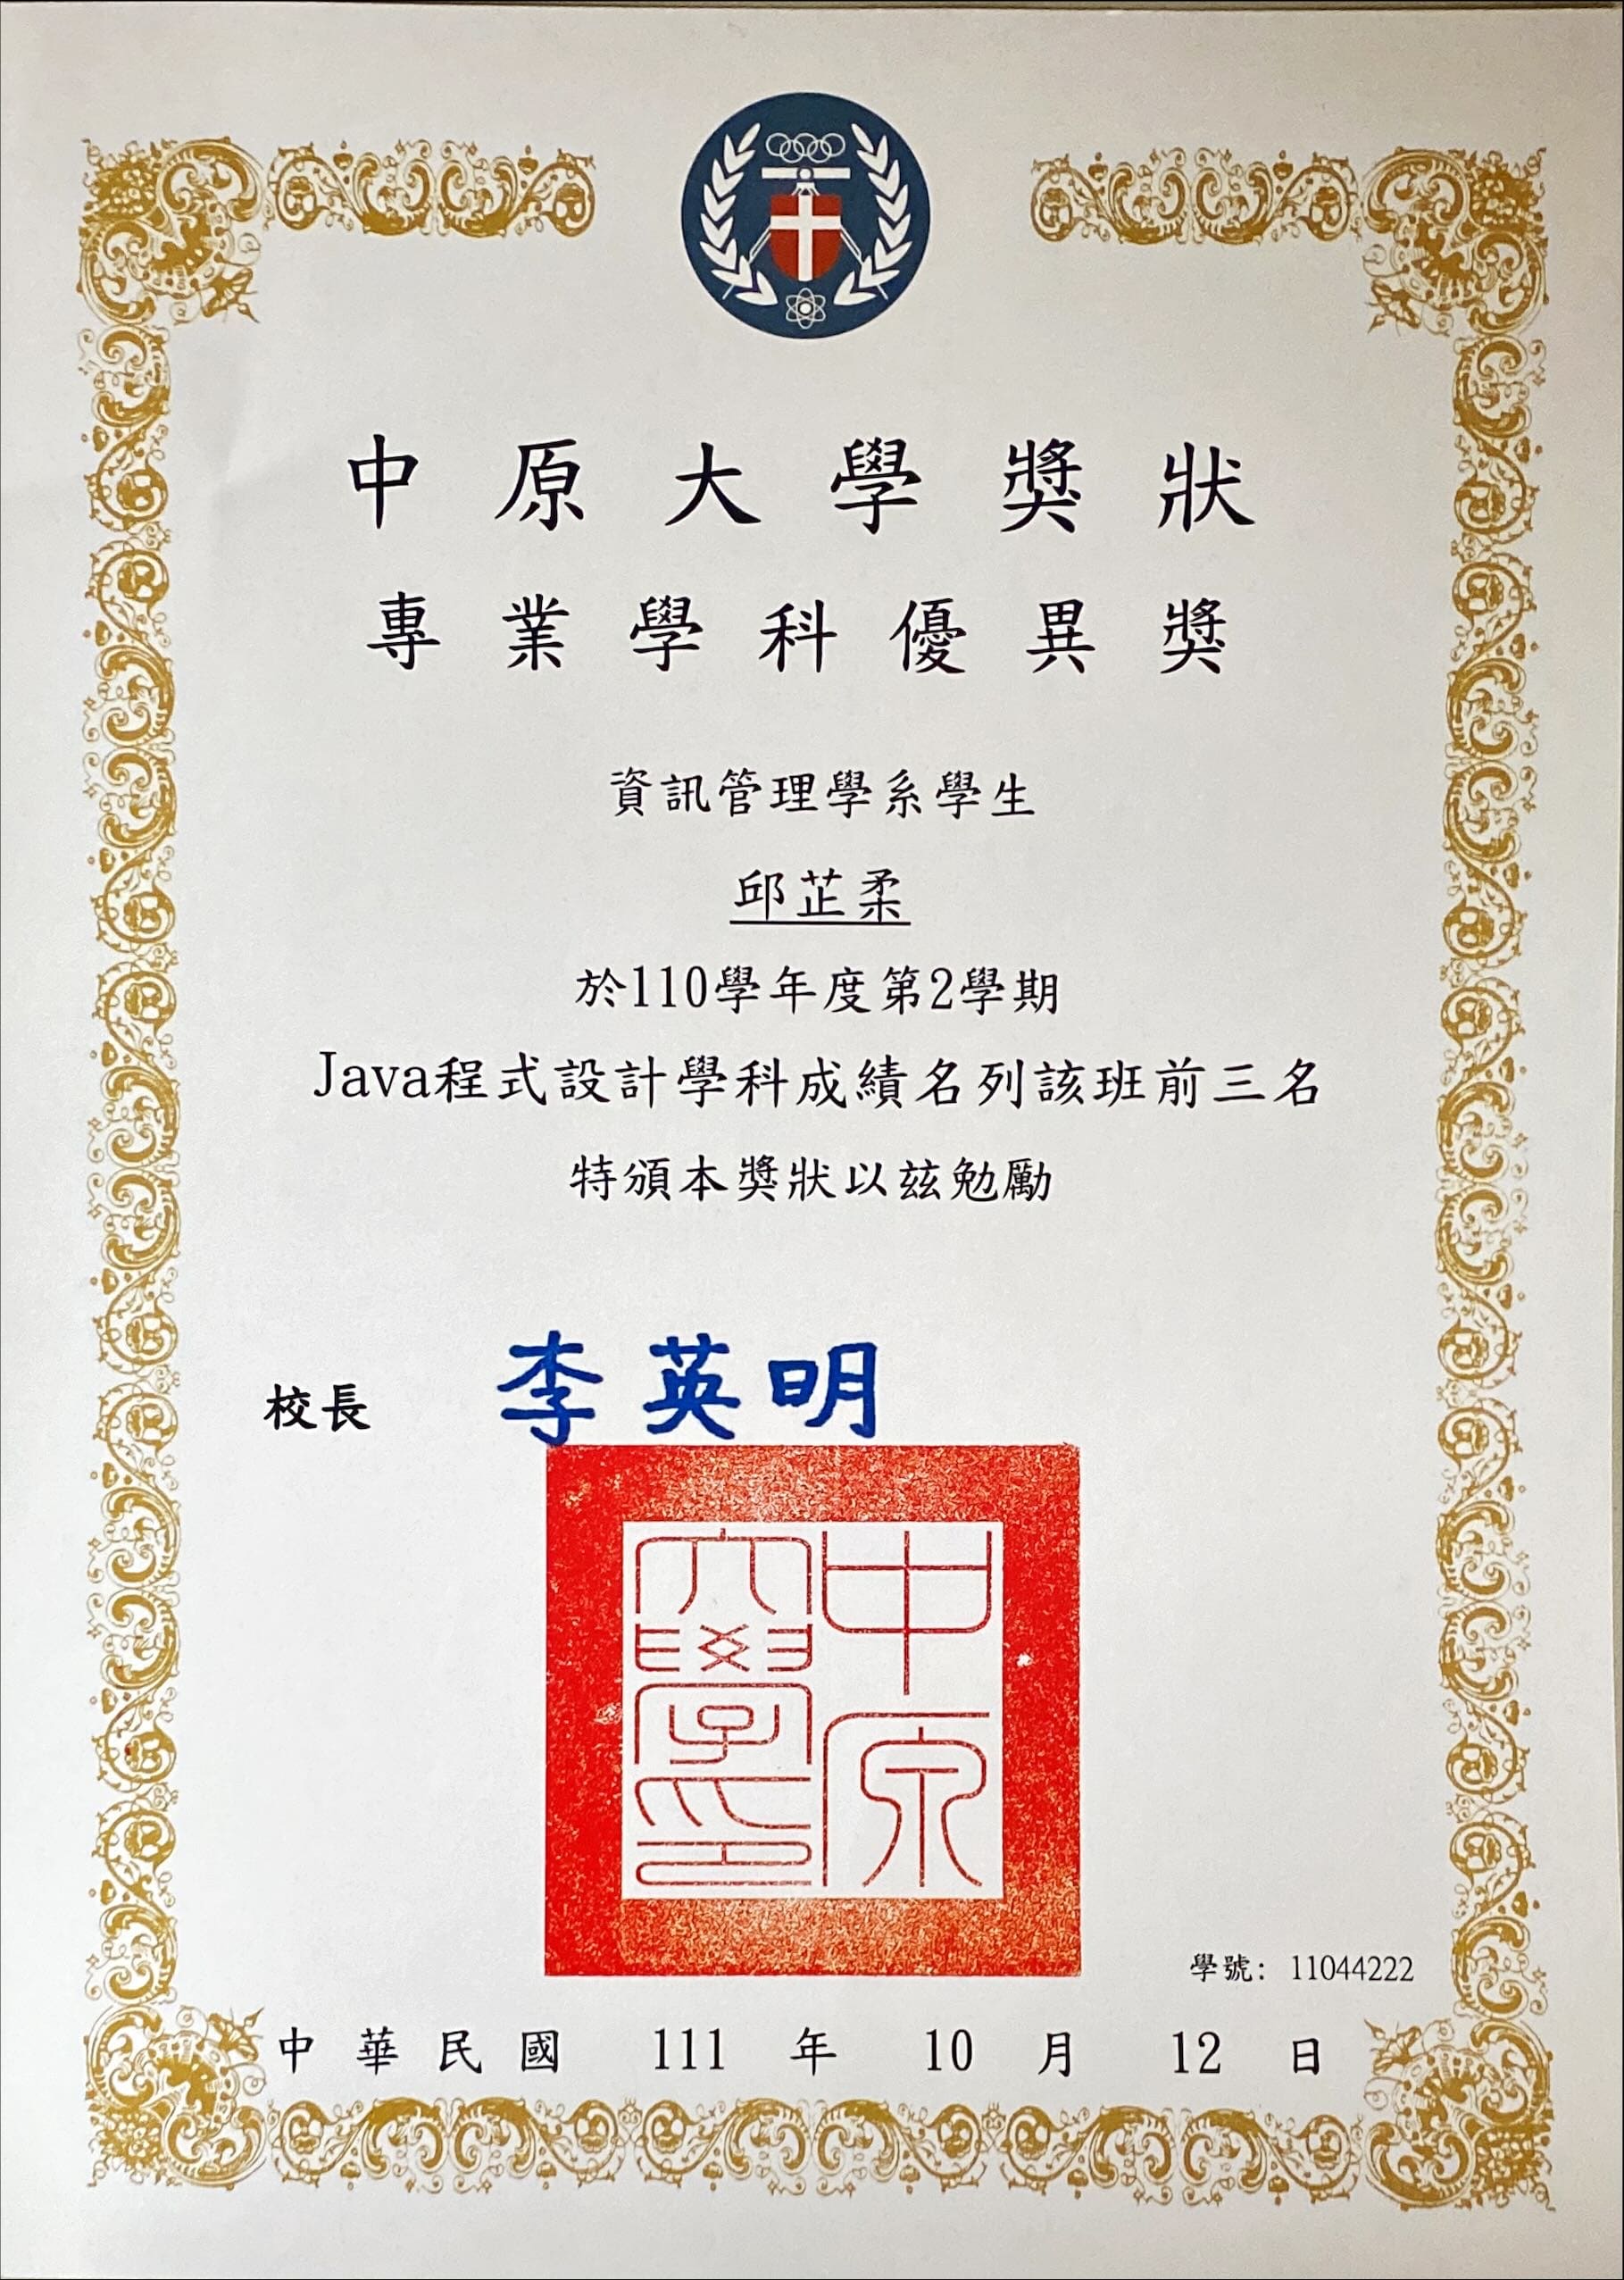 中原大學獎狀
專業學科優異獎
資訊管理學系學生
邱芷柔
於110學年度第2學期
Java程式設計學科成績名列該班前三名
特頒本獎狀以茲勉勵
校長 李英明
中原
大學印
學號: 11044222
中華民國 111 年 10 月 12 日